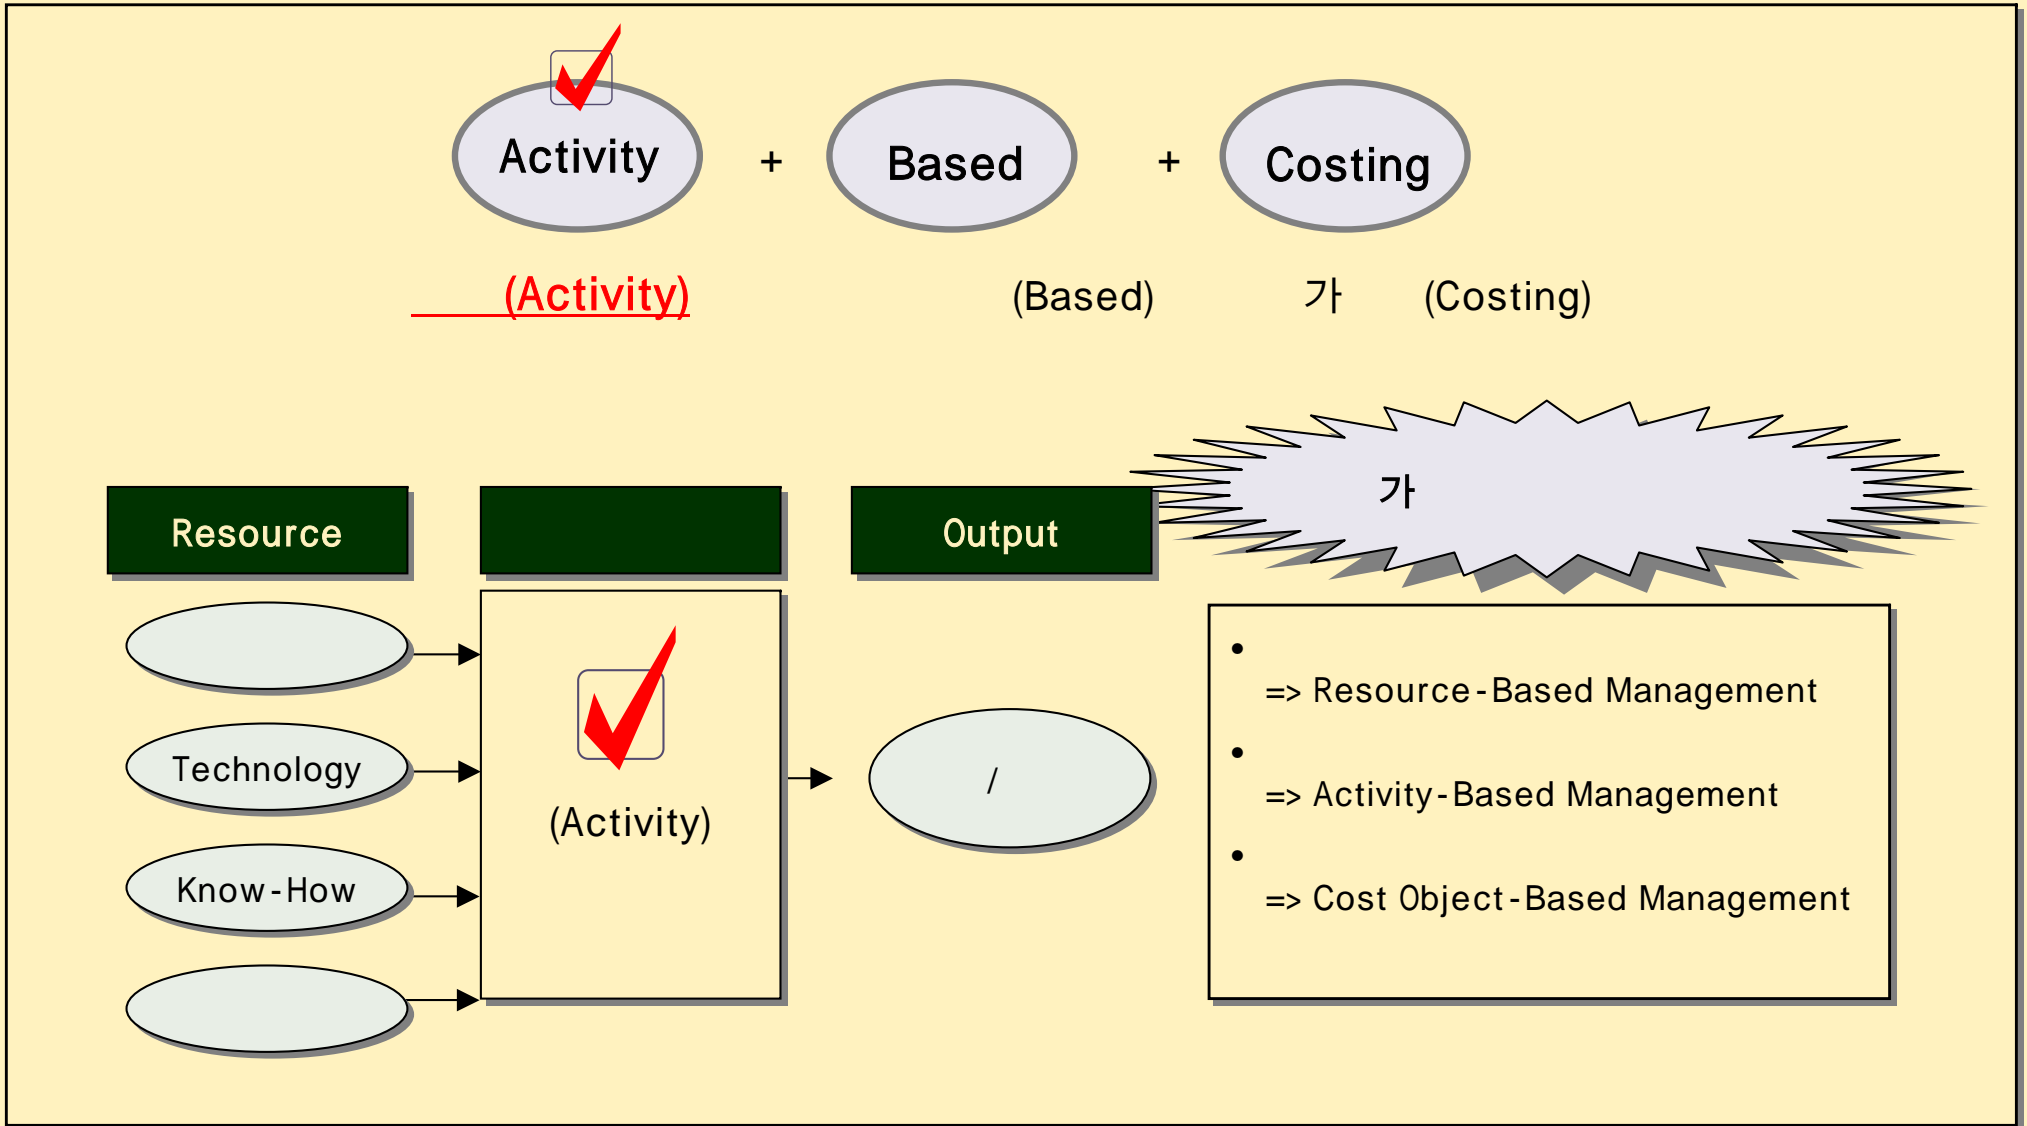 Activity + Based + Costing
(Activity) (Based) 가 (Costing)
가
Resource
Output
Technology
Know-How
(Activity)
/
•
=> Resource-Based Management
•
=> Activity-Based Management
•
=> Cost Object-Based Management